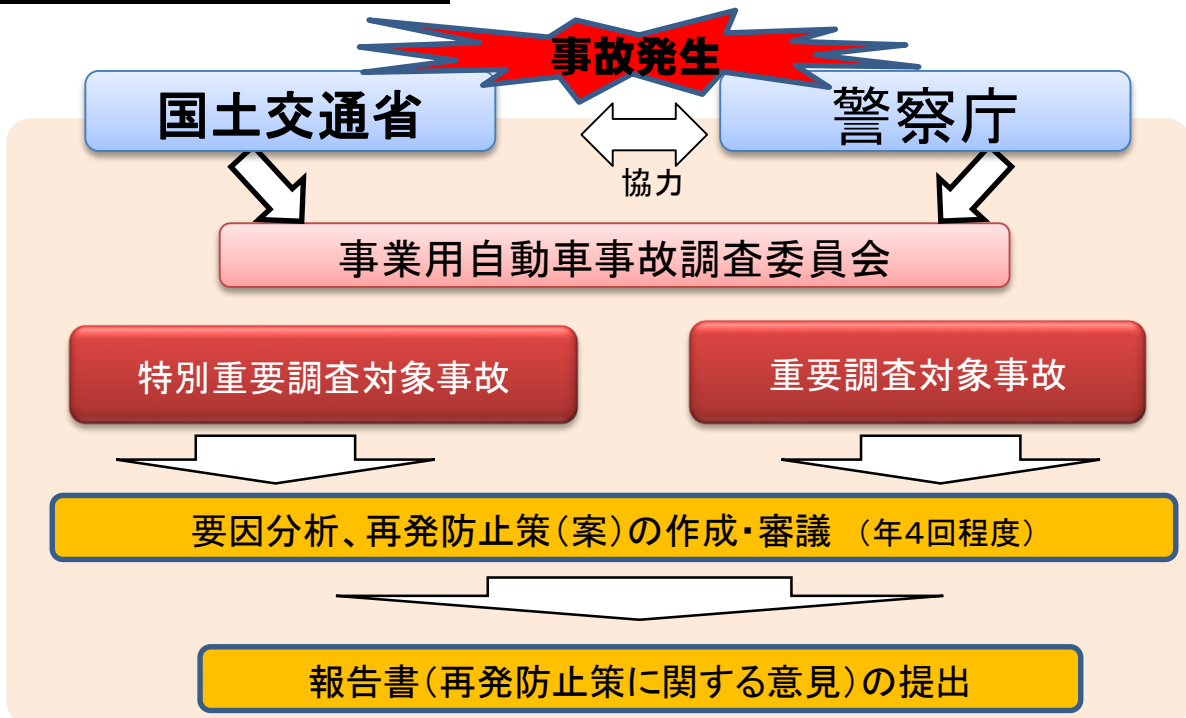 事故発生
国土交通省
警察庁
協力
事業用自動車事故調査委員会
特別重要調査対象事故
重要調査対象事故
要因分析、再発防止策(案)の作成・審議 (年4回程度)
報告書(再発防止策に関する意見)の提出